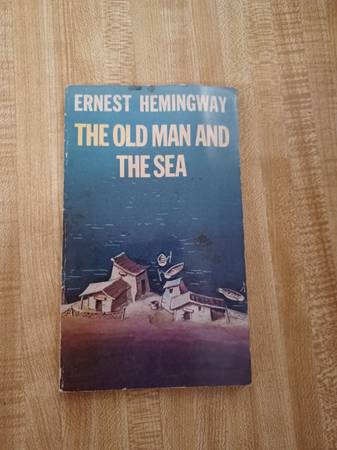 ERNEST HEMINGWAY
THE OLD MAN AND
THE SEA